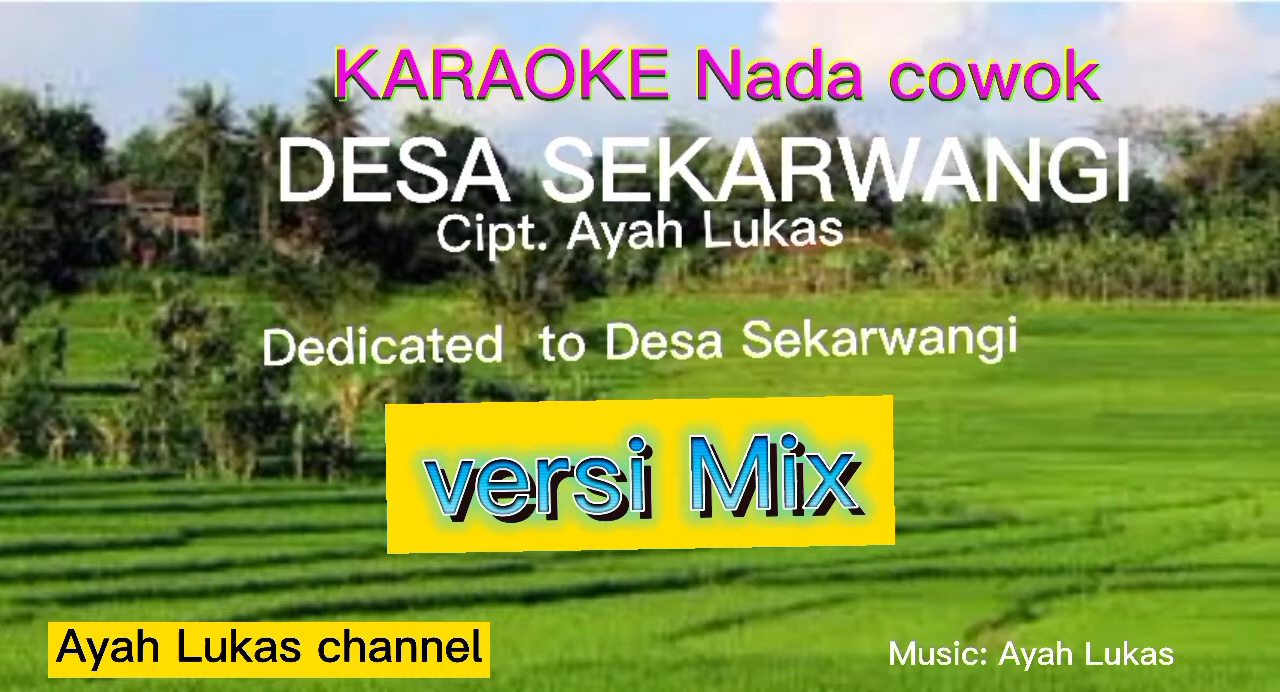 KARAOKE Nada cowok
DESA SEKARWANGI
Cipt. Ayah Lukas
Dedicated to Desa Sekarwangi
versi Mix
Ayah Lukas channel
Music: Ayah Lukas